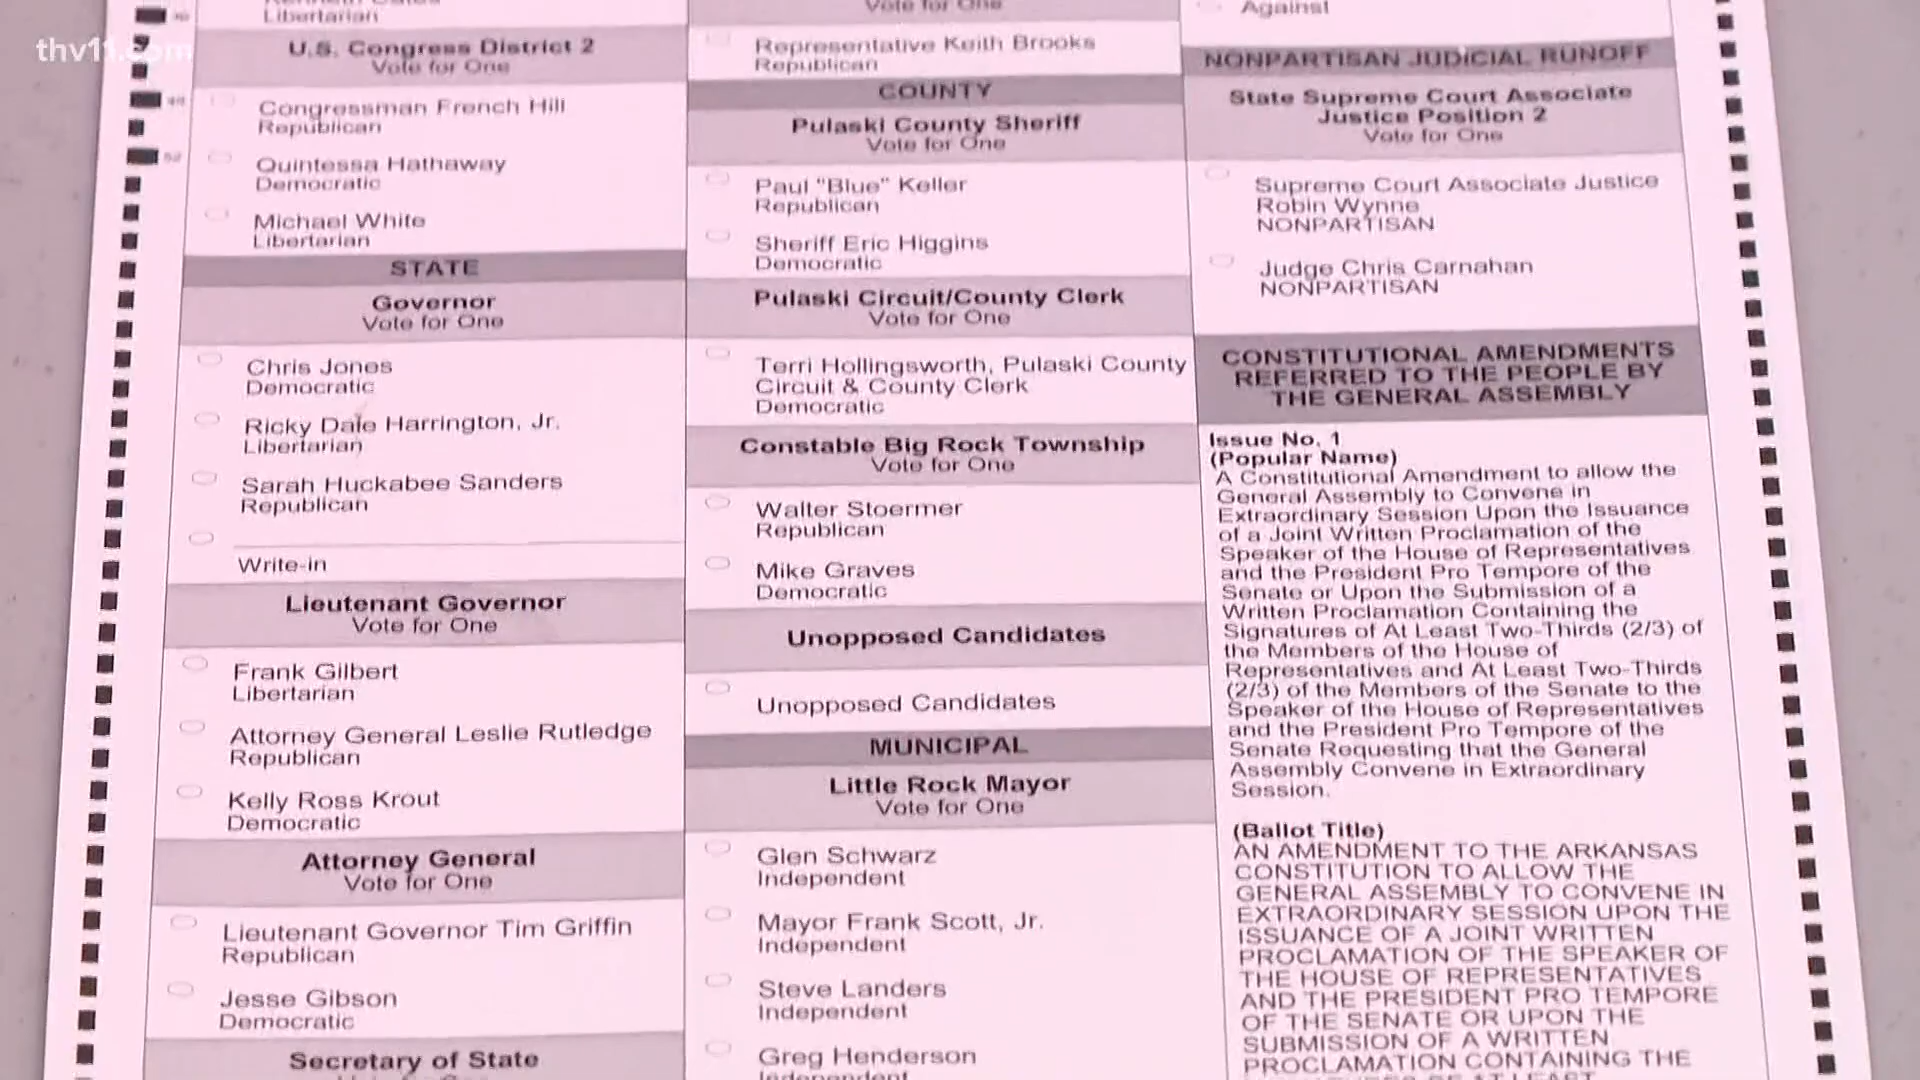 thv11.com
Libertarian
U.S. Congress District 2
Vote for One
Congressman French Hill
Republican
Quintessa Hathaway
Democratic
Michael White
Libertarian
STATE
Governor
Vote for One
Chris Jones
Democratic
Ricky Dale Harrington, Jr.
Libertarian
Sarah Huckabee Sanders
Republican
Write-in
Lieutenant Governor
Vote for One
Frank Gilbert
Libertarian
Attorney General Leslie Rutledge
Republican
Kelly Ross Krout
Democratic
Attorney General
Vote for One
Lieutenant Governor Tim Griffin
Republican
Jesse Gibson
Democratic
Secretary of State
Vote for One
Representative Keith Brooks
Republican
COUNTY
Pulaski County Sheriff
Vote for One
Paul "Blue" Keller
Republican
Sheriff Eric Higgins
Democratic
Pulaski Circuit/County Clerk
Vote for One
Terri Hollingsworth, Pulaski County
Circuit & County Clerk
Democratic
Constable Big Rock Township
Vote for One
Walter Stoermer
Republican
Mike Graves
Democratic
Unopposed Candidates
Unopposed Candidates
MUNICIPAL
Little Rock Mayor
Vote for One
Glen Schwarz
Independent
Mayor Frank Scott, Jr.
Independent
Steve Landers
Independent
Greg Henderson
Independent
Against
NONPARTISAN JUDICIAL RUNOFF
State Supreme Court Associate
Justice Position 2
Vote for One
Supreme Court Associate Justice
Robin Wynne
NONPARTISAN
Judge Chris Carnahan
NONPARTISAN
CONSTITUTIONAL AMENDMENTS
REFERRED TO THE PEOPLE BY
THE GENERAL ASSEMBLY
Issue No. 1
(Popular Name)
A Constitutional Amendment to allow the
General Assembly to Convene in
Extraordinary Session Upon the Issuance
of a Joint Written Proclamation of the
Speaker of the House of Representatives
and the President Pro Tempore of the
Senate or Upon the Submission of a
Written Proclamation Containing the
Signatures of At Least Two-Thirds (2/3) of
the Members of the House of
Representatives and At Least Two-Thirds
(2/3) of the Members of the Senate to the
Speaker of the House of Representatives
and the President Pro Tempore of the
Senate Requesting that the General
Assembly Convene in Extraordinary
Session.
(Ballot Title)
AN AMENDMENT TO THE ARKANSAS
CONSTITUTION TO ALLOW THE
GENERAL ASSEMBLY TO CONVENE IN
EXTRAORDINARY SESSION UPON THE
ISSUANCE OF A JOINT WRITTEN
PROCLAMATION OF THE SPEAKER OF
THE HOUSE OF REPRESENTATIVES
AND THE PRESIDENT PRO TEMPORE
OF THE SENATE OR UPON THE
SUBMISSION OF A WRITTEN
PROCLAMATION CONTAINING THE